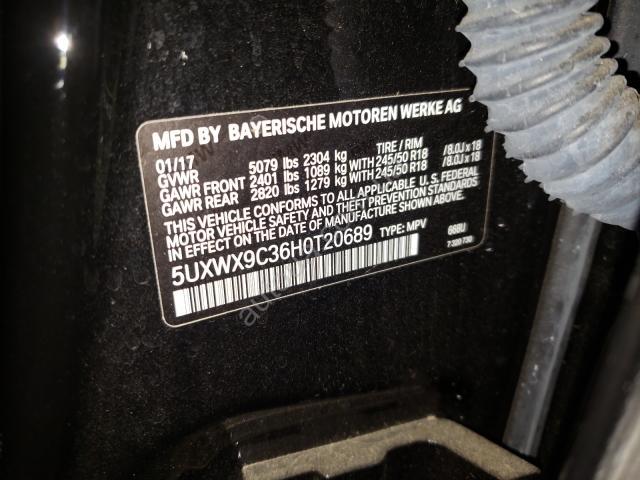 MFD BY BAYERISCHE MOTOREN WERKE AG
01/17 TIRE / RIM
GVWR 5079 lbs 2304 kg
GAWR FRONT 2401 lbs 1089 kg WITH 245/50 R18 /8.0J x 18
GAWR REAR 2820 lbs 1279 kg WITH 245/50 R18 /8.0J x 18
THIS VEHICLE CONFORMS TO ALL APPLICABLE FEDERAL
MOTOR VEHICLE SAFETY AND THEFT PREVENTION STANDARDS
IN EFFECT ON THE DATE OF MANUFACTURE SHOWN ABOVE.
5UXWX9C36H0T20689 TYPE: MPV 668U
7 320 730